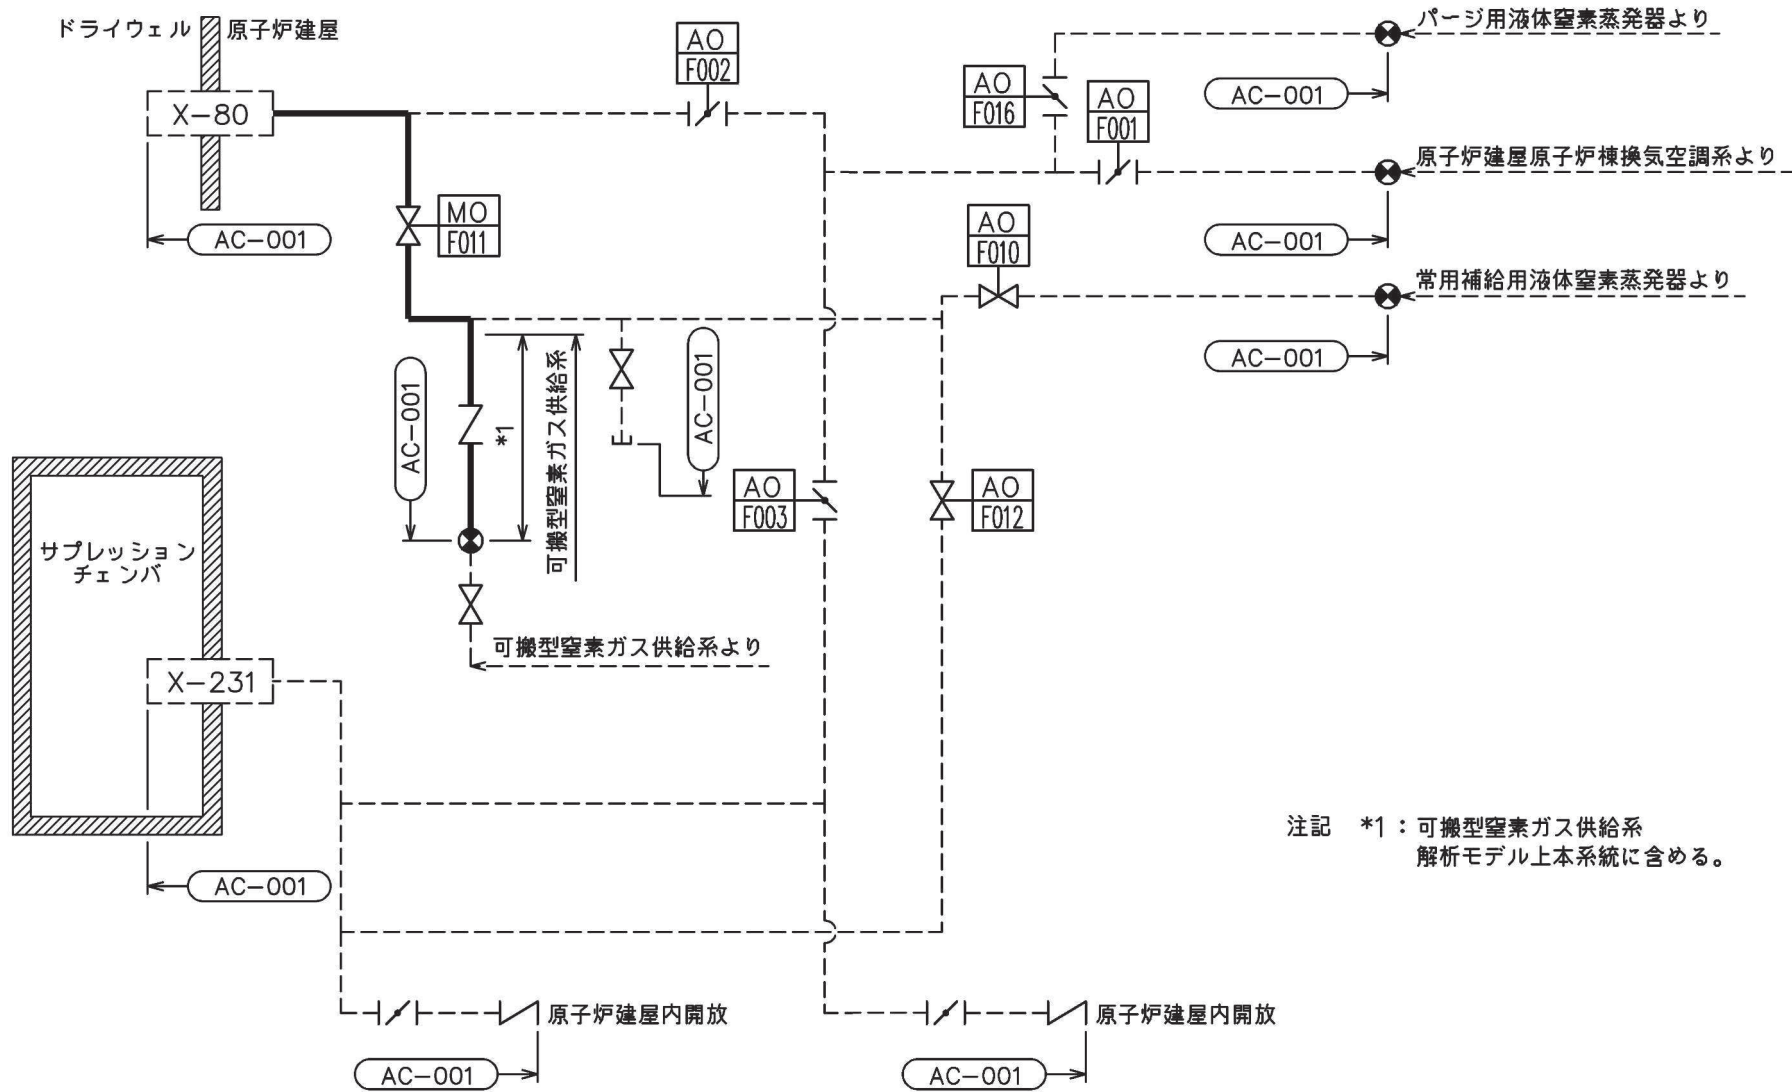 ドライウェル
原子炉建屋
X-80
AC-001
AO
F002
MO
F011
パージ用液体窒素蒸発器より
AC-001
AO
F016
AO
F001
原子炉建屋原子炉棟換気空調系より
AC-001
AO
F010
常用補給用液体窒素蒸発器より
AC-001
AC-001
*1
可搬型窒素ガス供給系
AC-001
AO
F003
AO
F012
サプレッション
チェンバ
可搬型窒素ガス供給系より
X-231
AC-001
注記 *1:可搬型窒素ガス供給系
解析モデル上本系統に含める。
原子炉建屋内開放
AC-001
原子炉建屋内開放
AC-001